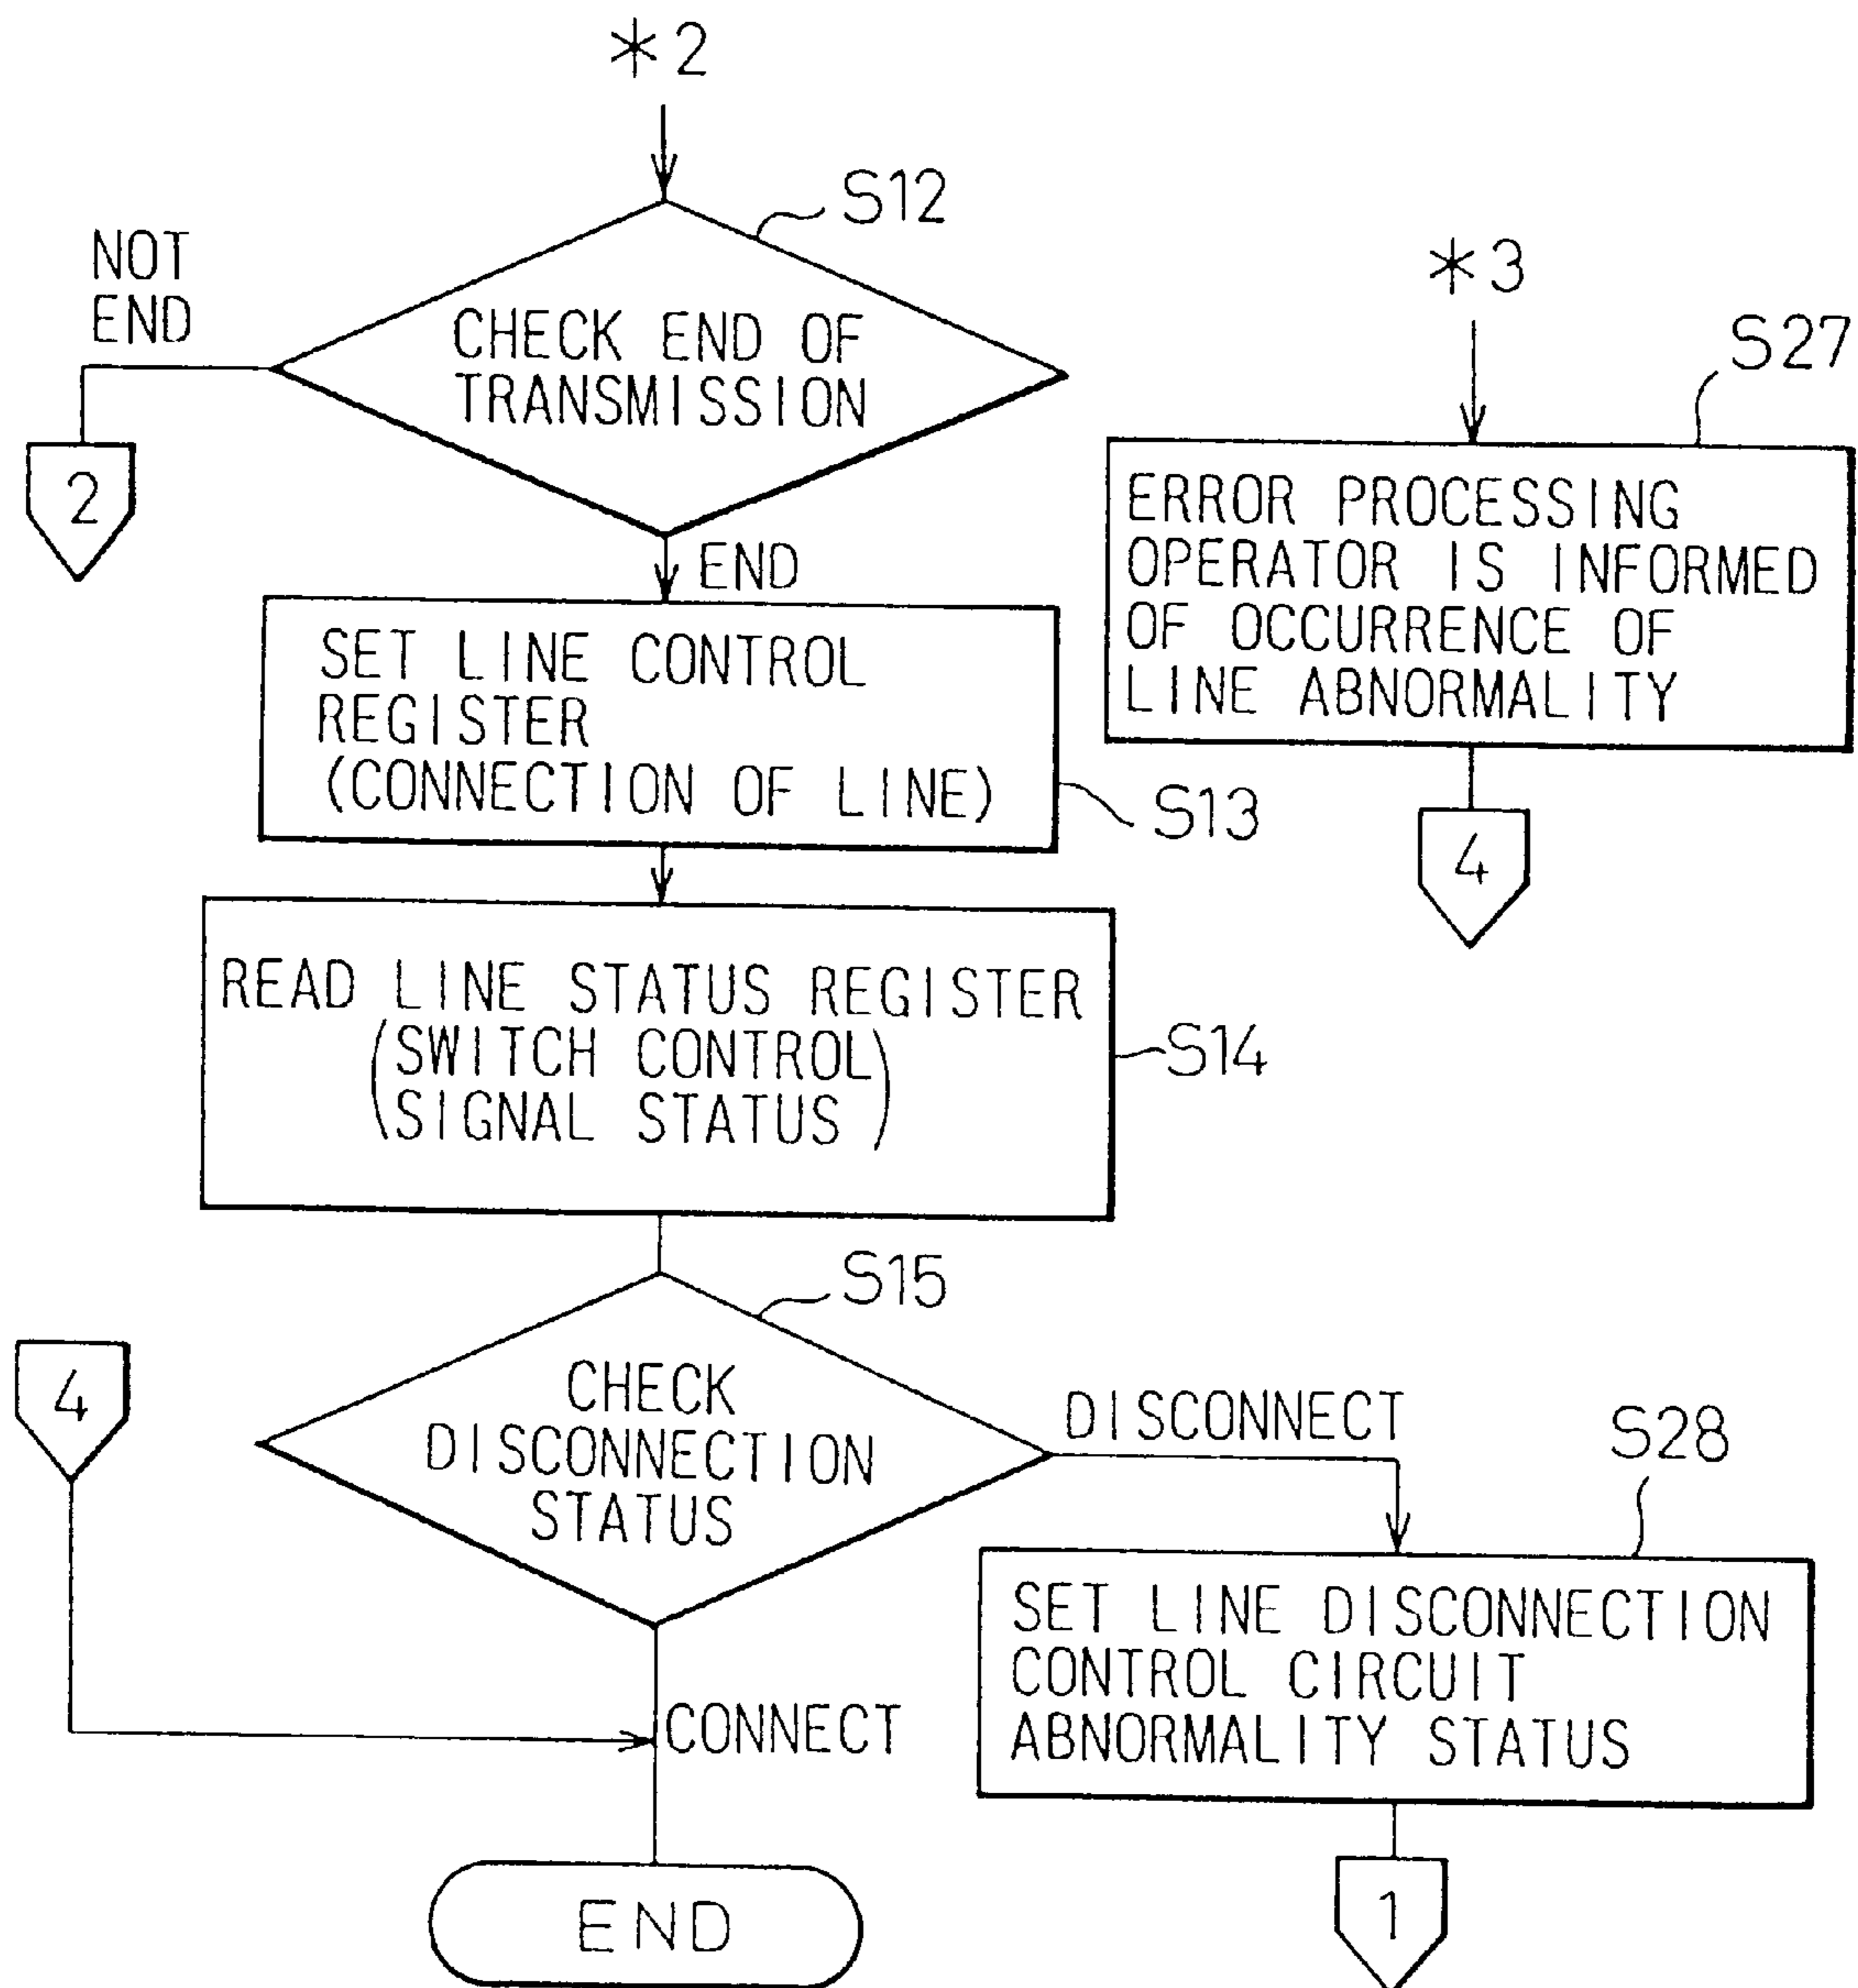 *2
S12
NOT
END
CHECK END OF
TRANSMISSION
2
END
SET LINE CONTROL
REGISTER
(CONNECTION OF LINE)
S13
*3
S27
ERROR PROCESSING
OPERATOR IS INFORMED
OF OCCURRENCE OF
LINE ABNORMALITY
4
READ LINE STATUS REGISTER
(SWITCH CONTROL
SIGNAL STATUS)
S14
S15
4
CHECK
DISCONNECTION
STATUS
DISCONNECT
S28
SET LINE DISCONNECTION
CONTROL CIRCUIT
ABNORMALITY STATUS
CONNECT
END
1